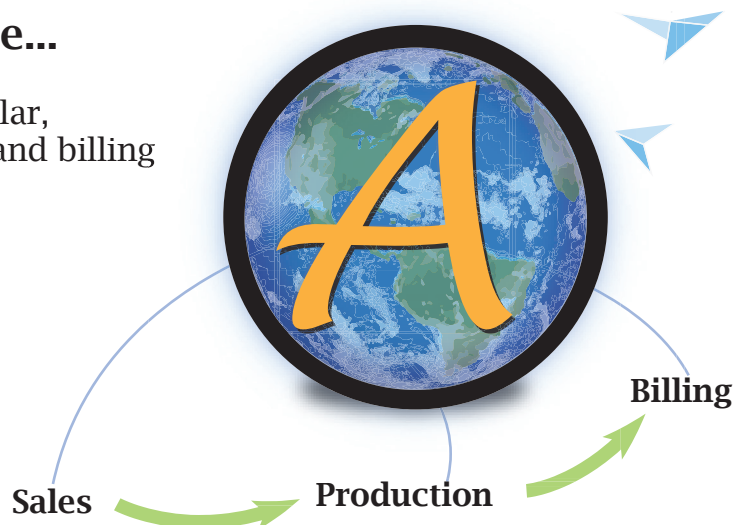 e...
lar,
and billing
A
Billing
Production
Sales